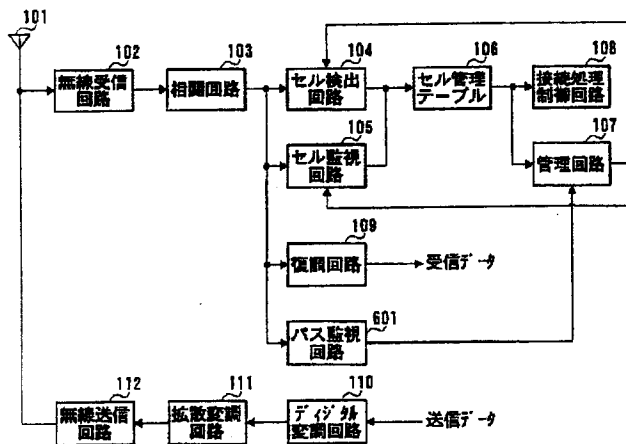 101
102
無線受信
回路
103
相関回路
104
セル検出
回路
106
セル管理
テーブル
108
接続処理
制御回路
105
セル監視
回路
107
管理回路
109
復調回路
受信データ
601
パス監視
回路
112
無線送信
回路
111
拡散変調
回路
110
ディジタル
変調回路
送信データ